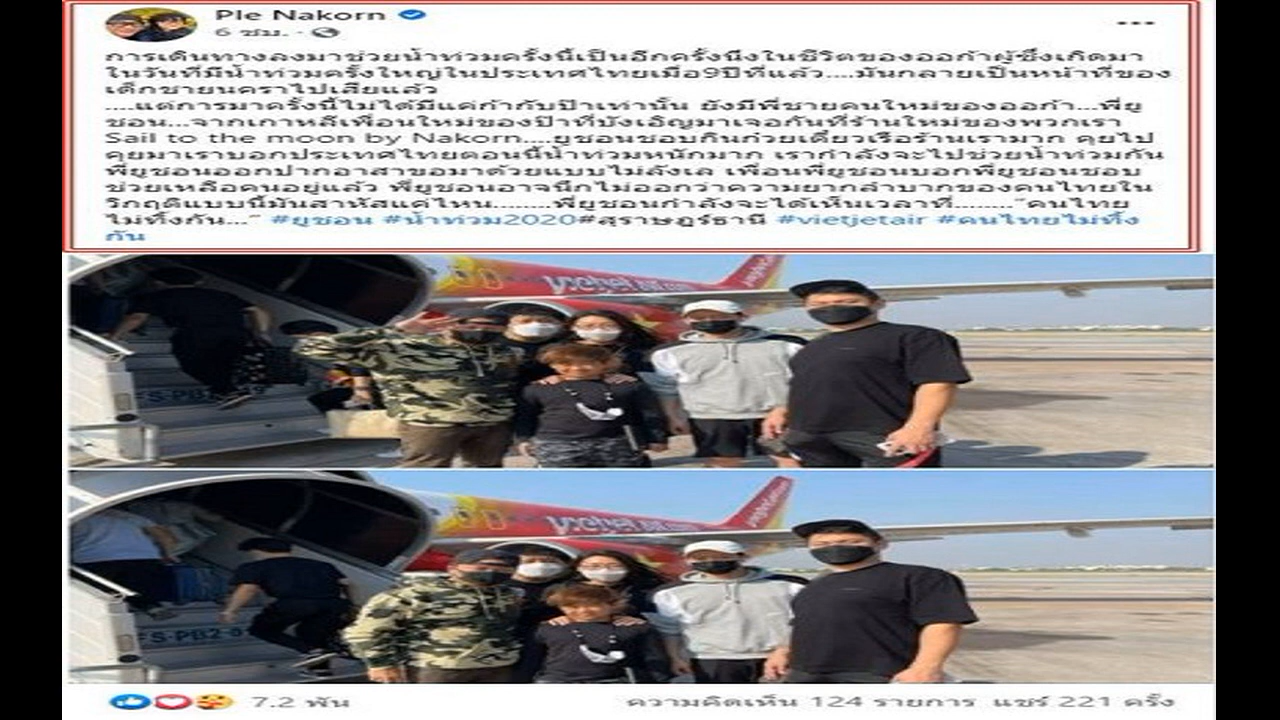 Ple Nakorn
6 ชม.
การเดินทางลงมาช่วยน้ำท่วมครั้งนี้เป็นอีกครั้งนึงในชีวิตของออก้าผู้ซึ่งเกิดมา
ในวันที่มีน้ำท่วมครั้งใหญ่ในประเทศไทยเมื่อ9ปีที่แล้ว....มันกลายเป็นหน้าที่ของ
เด็กชายนคราไปเสียแล้ว
....แต่การมาครั้งนี้ไม่ได้มีแค่ก้ากับป๊าเท่านั้น ยังมีพี่ชายคนใหม่ของออก้า...พี่ยู
ชอน...จากเกาหลีเพื่อนใหม่ของป๊าที่บังเอิญมาเจอกันที่ร้านใหม่ของพวกเรา
Sail to the moon by Nakorn....ยูชอนชอบกินก๋วยเตี๋ยวเรือร้านเรามาก คุยไป
คุยมาเราบอกประเทศไทยตอนนี้น้ำท่วมหนักมาก เรากำลังจะไปช่วยน้ำท่วมกัน
พี่ยูชอนออกปากอาสาขอมาด้วยแบบไม่ลังเล เพื่อนพี่ยูชอนบอกพี่ยูชอนชอบ
ช่วยเหลือคนอยู่แล้ว พี่ยูชอนอาจนึกไม่ออกว่าความยากลำบากของคนไทยใน
วิกฤติแบบนี้มันสาหัสแค่ไหน........พี่ยูชอนกำลังจะได้เห็นเวลาที่........"คนไทย
ไม่ทิ้งกัน..." #ยูชอน #น้ำท่วม2020#สุราษฎร์ธานี #vietjetair #คนไทยไม่ทิ้ง
กัน
7.2 พัน
ความคิดเห็น 124 รายการ แชร์ 221 ครั้ง